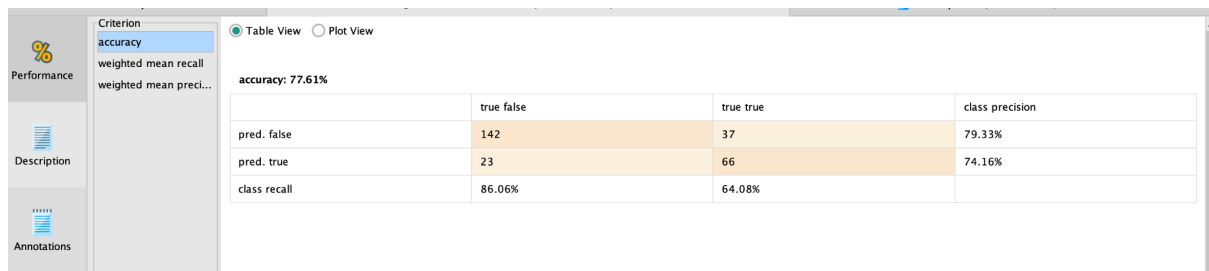 Criterion
accuracy
weighted mean recall
weighted mean preci...
Performance
Description
Annotations
Table View Plot View
accuracy: 77.61%
true false true true class precision
pred. false 142 37 79.33%
pred. true 23 66 74.16%
class recall 86.06% 64.08%